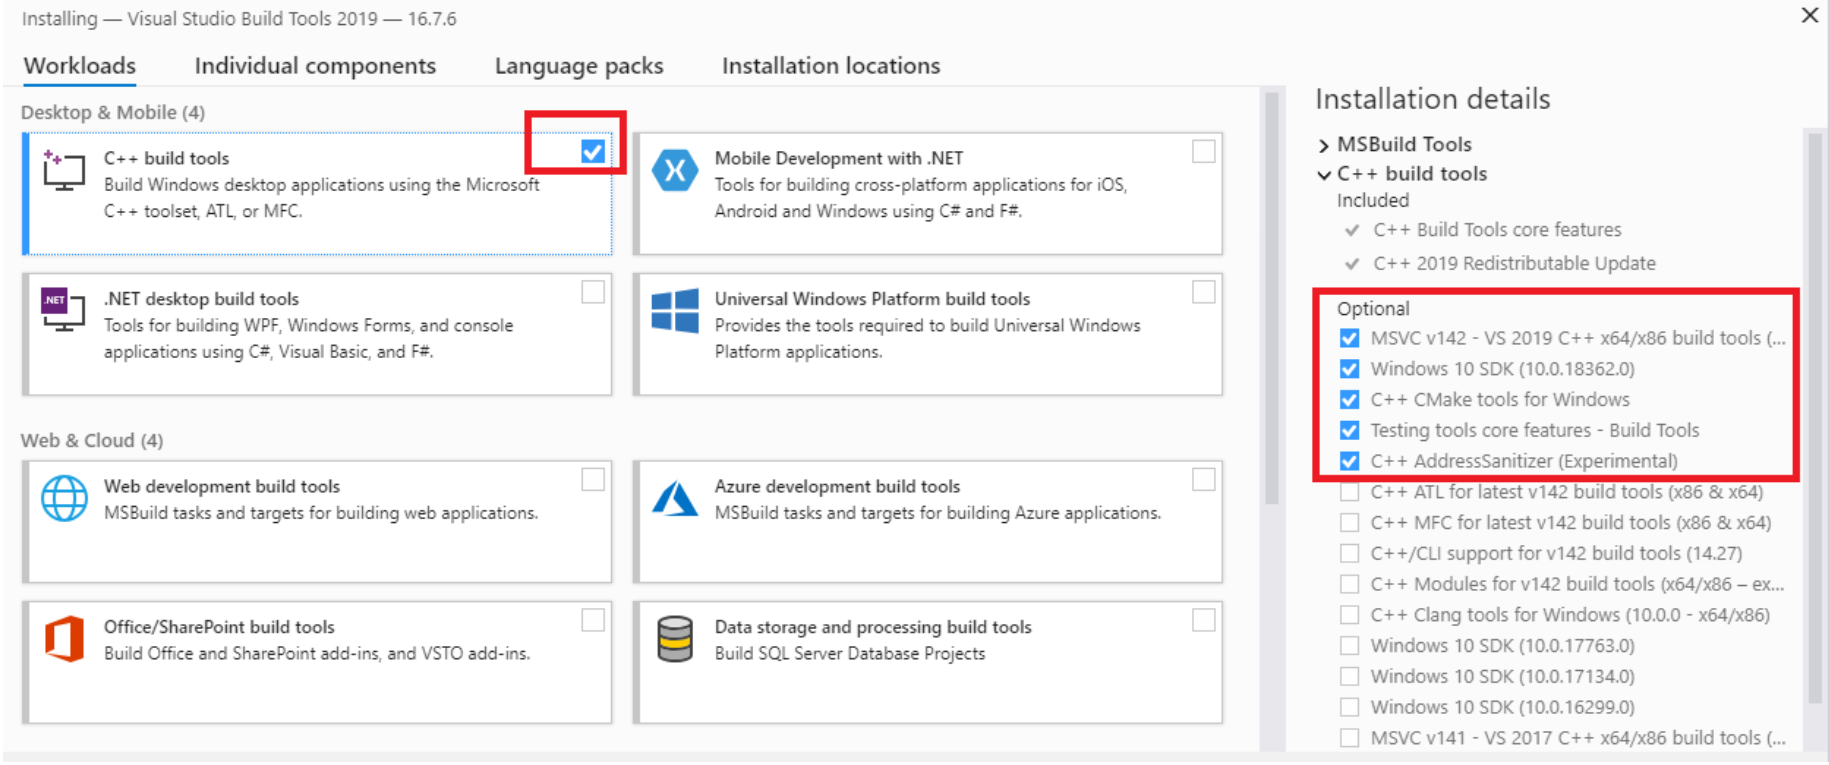 Installing — Visual Studio Build Tools 2019 — 16.7.6
Workloads
Individual components
Language packs
Installation locations
Desktop & Mobile (4)
C++ build tools
Build Windows desktop applications using the Microsoft
C++ toolset, ATL, or MFC.
Mobile Development with .NET
Tools for building cross-platform applications for iOS,
Android and Windows using C# and F#.
.NET
.NET desktop build tools
Tools for building WPF, Windows Forms, and console
applications using C#, Visual Basic, and F#.
Universal Windows Platform build tools
Provides the tools required to build Universal Windows
Platform applications.
Web & Cloud (4)
Web development build tools
MSBuild tasks and targets for building web applications.
Azure development build tools
MSBuild tasks and targets for building Azure applications.
Office/SharePoint build tools
Build Office and SharePoint add-ins, and VSTO add-ins.
Data storage and processing build tools
Build SQL Server Database Projects
Installation details
MSBuild Tools
C++ build tools
Included
C++ Build Tools core features
C++ 2019 Redistributable Update
Optional
MSVC v142 - VS 2019 C++ x64/x86 build tools (...
Windows 10 SDK (10.0.18362.0)
C++ CMake tools for Windows
Testing tools core features - Build Tools
C++ AddressSanitizer (Experimental)
C++ ATL for latest v142 build tools (x86 & x64)
C++ MFC for latest v142 build tools (x86 & x64)
C++/CLI support for v142 build tools (14.27)
C++ Modules for v142 build tools (x64/x86 – ex...
C++ Clang tools for Windows (10.0.0 - x64/x86)
Windows 10 SDK (10.0.17763.0)
Windows 10 SDK (10.0.17134.0)
Windows 10 SDK (10.0.16299.0)
MSVC v141 - VS 2017 C++ x64/x86 build tools (...